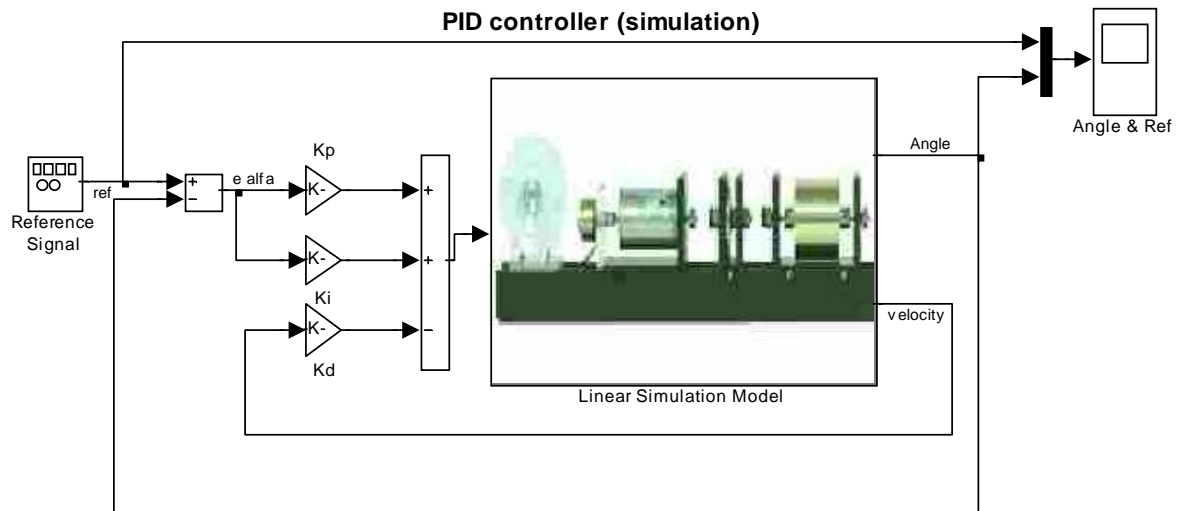 PID controller (simulation)
Angle & Ref
Angle
Kp
K-
+
+
−
ref
e alfa
Reference
Signal
K-
+
Ki
velocity
K-
−
Kd
Linear Simulation Model